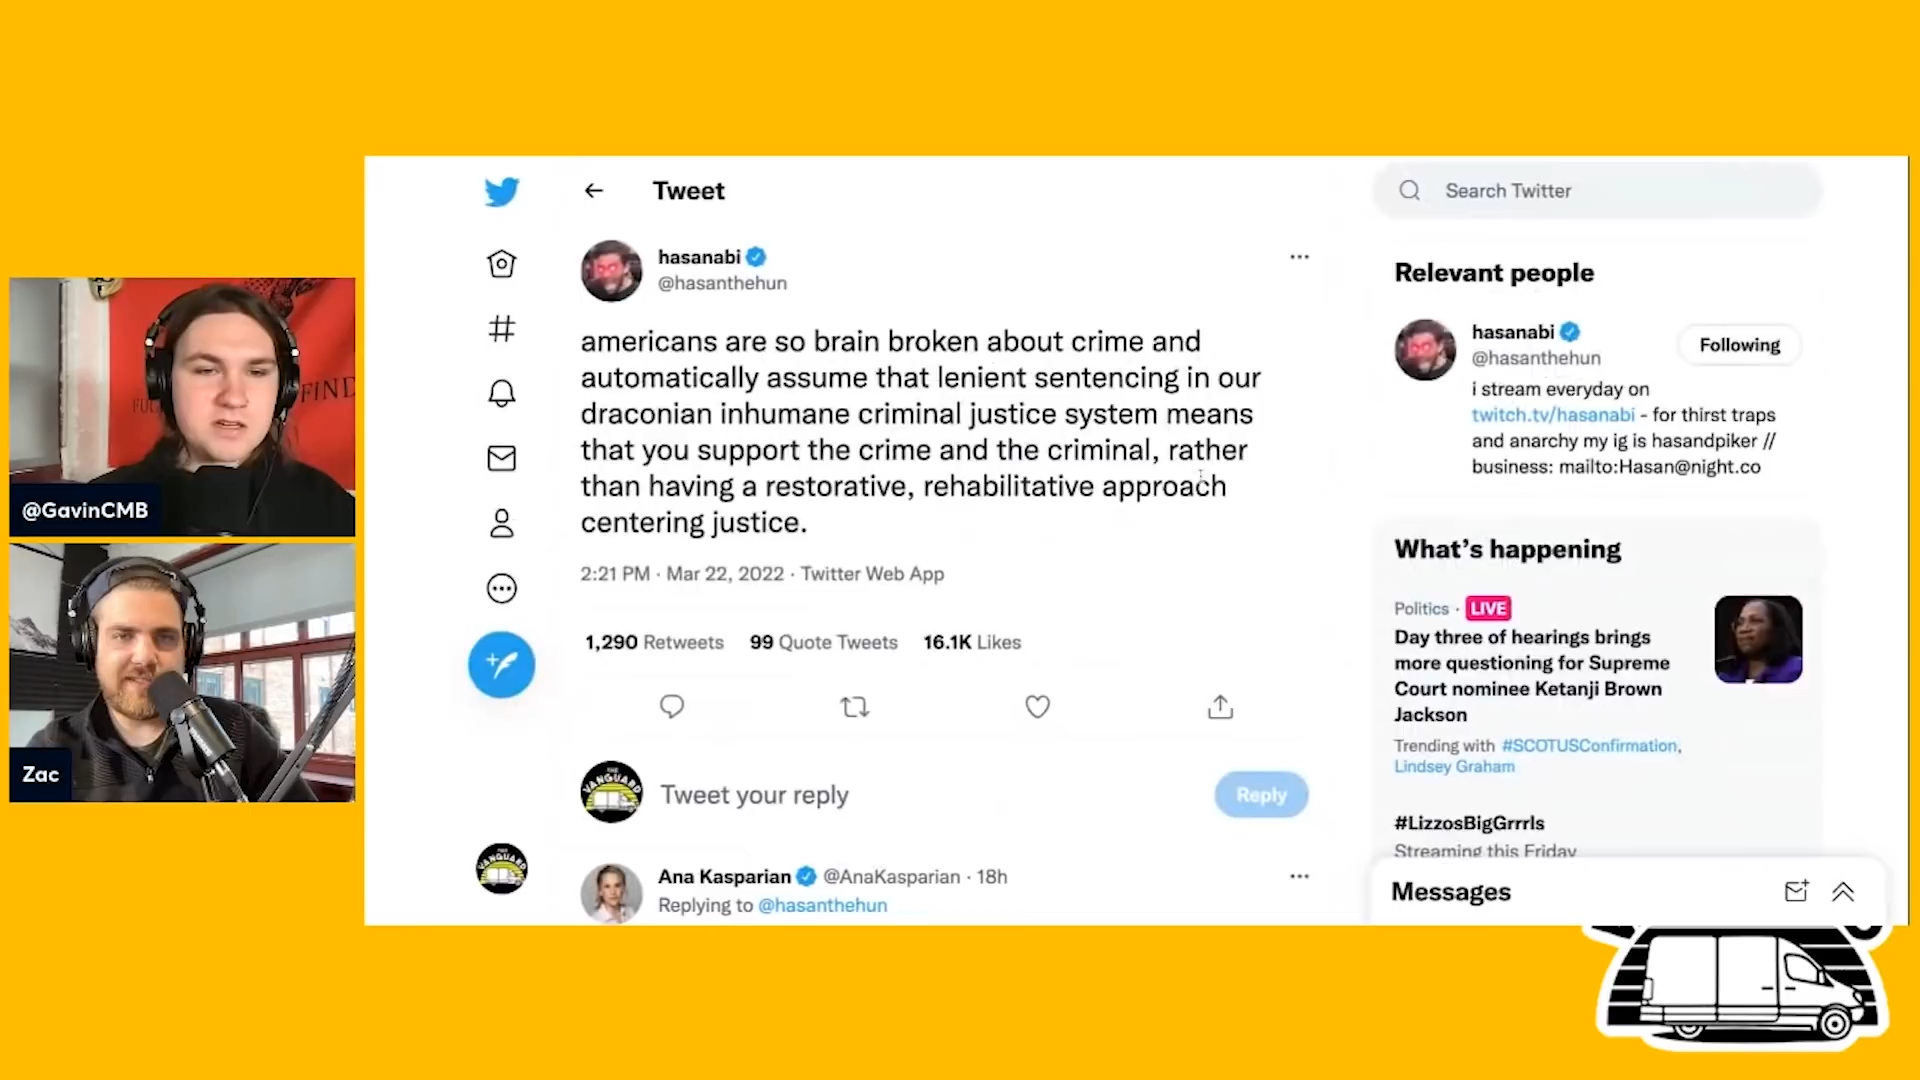 Tweet
Search Twitter
hasanabi
@hasanthehun
americans are so brain broken about crime and
automatically assume that lenient sentencing in our
draconian inhumane criminal justice system means
that you support the crime and the criminal, rather
than having a restorative, rehabilitative approach
centering justice.
2:21 PM · Mar 22, 2022 · Twitter Web App
1,290 Retweets 99 Quote Tweets 16.1K Likes
THE
VANGUARD
Tweet your reply
Reply
THE
VANGUARD
Ana Kasparian @AnaKasparian · 18h
Replying to @hasanthehun
Relevant people
hasanabi
@hasanthehun
Following
i stream everyday on
twitch.tv/hasanabi - for thirst traps
and anarchy my ig is hasandpiker //
business: mailto:Hasan@night.co
What's happening
Politics · LIVE
Day three of hearings brings
more questioning for Supreme
Court nominee Ketanji Brown
Jackson
Trending with #SCOTUSConfirmation,
Lindsey Graham
#LizzosBigGrrrls
Streaming this Friday
Messages
FIND
@GavinCMB
Zac